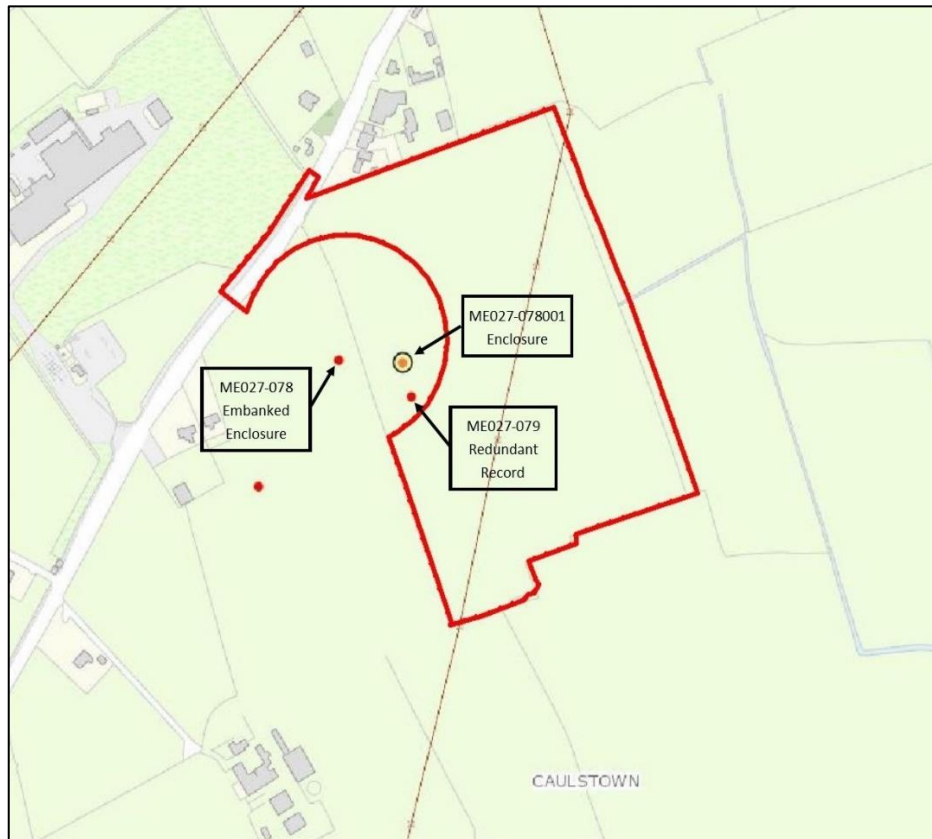 ME027-078001
Enclosure
ME027-078
Embanked
Enclosure
ME027-079
Redundant
Record
CAULSTOWN